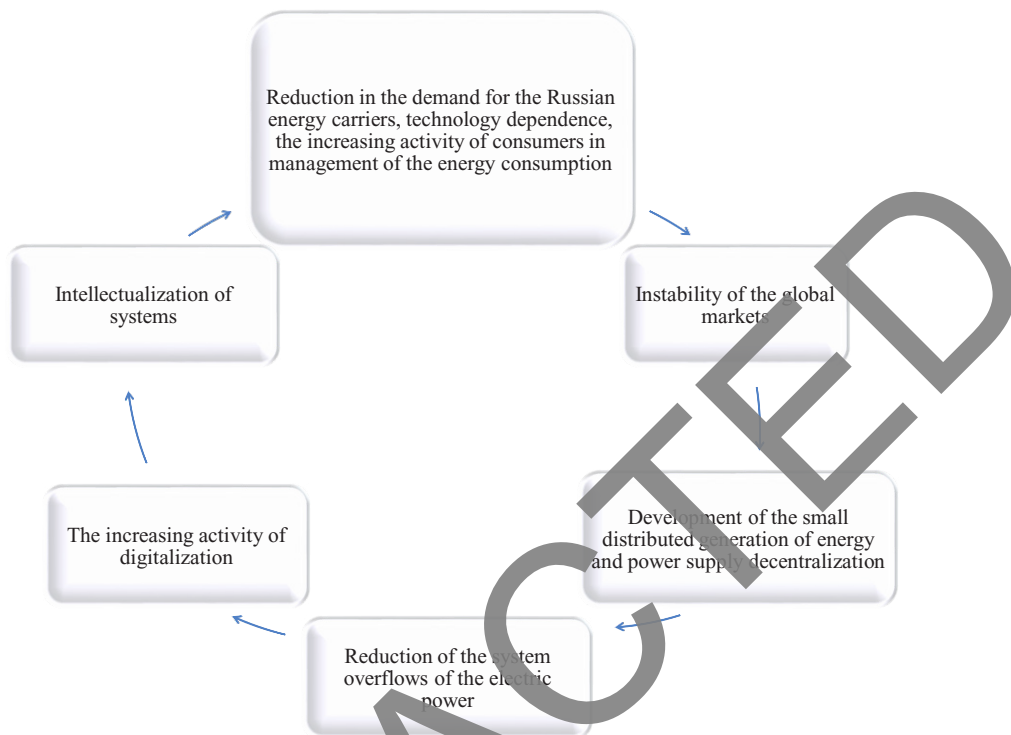 Reduction in the demand for the Russian
energy carriers, technology dependence,
the increasing activity of consumers in
management of the energy consumption
Instability of the global
markets
Development of the small
distributed generation of energy
and power supply decentralization
Reduction of the system
overflows of the electric
power
The increasing activity of
digitalization
Intellectualization of
systems
ACTED